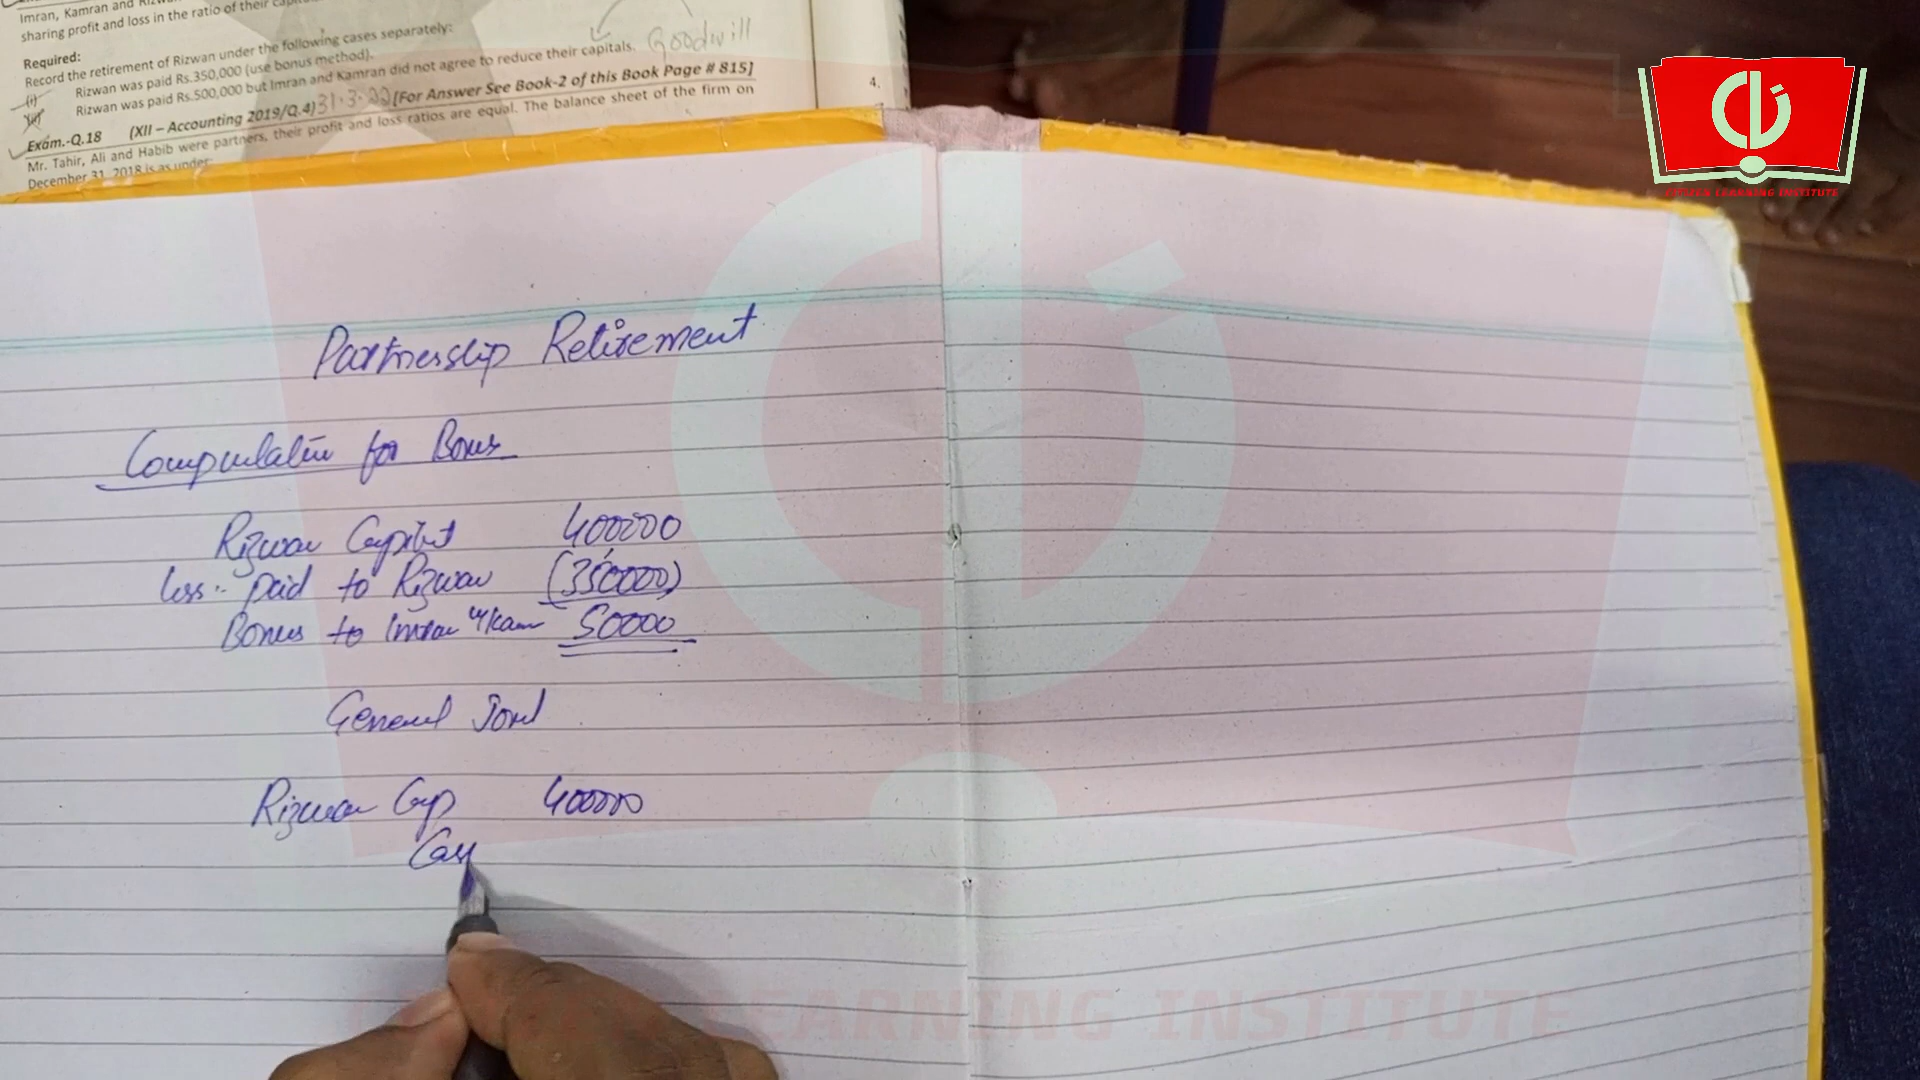 Imran, Kamran and Rizwan
sharing profit and loss in the ratio of their
Required:
Record the retirement of Rizwan under the following cases separately:
(i) Rizwan was paid Rs.350,000 (use bonus method).
Rizwan was paid Rs.500,000 but Imran and Kamran did not agree to reduce their capitals. Goodwill
Exam.-Q.18 (XII – Accounting 2019/Q.4) 31.3.22 [For Answer See Book-2 of this Book Page # 815]
Mr. Tahir, Ali and Habib were partners, their profit and loss ratios are equal. The balance sheet of the firm on
December 31, 2018 is as under:
4.
CITIZEN LEARNING INSTITUTE
Partnership Retirement
Computation for Bonus
Rizwan Capital 400000
less:- paid to Rizwan (350000)
Bonus to Imran 50000
General
Rizwan Cap 400000
Cas
LEARNING INSTITUTE